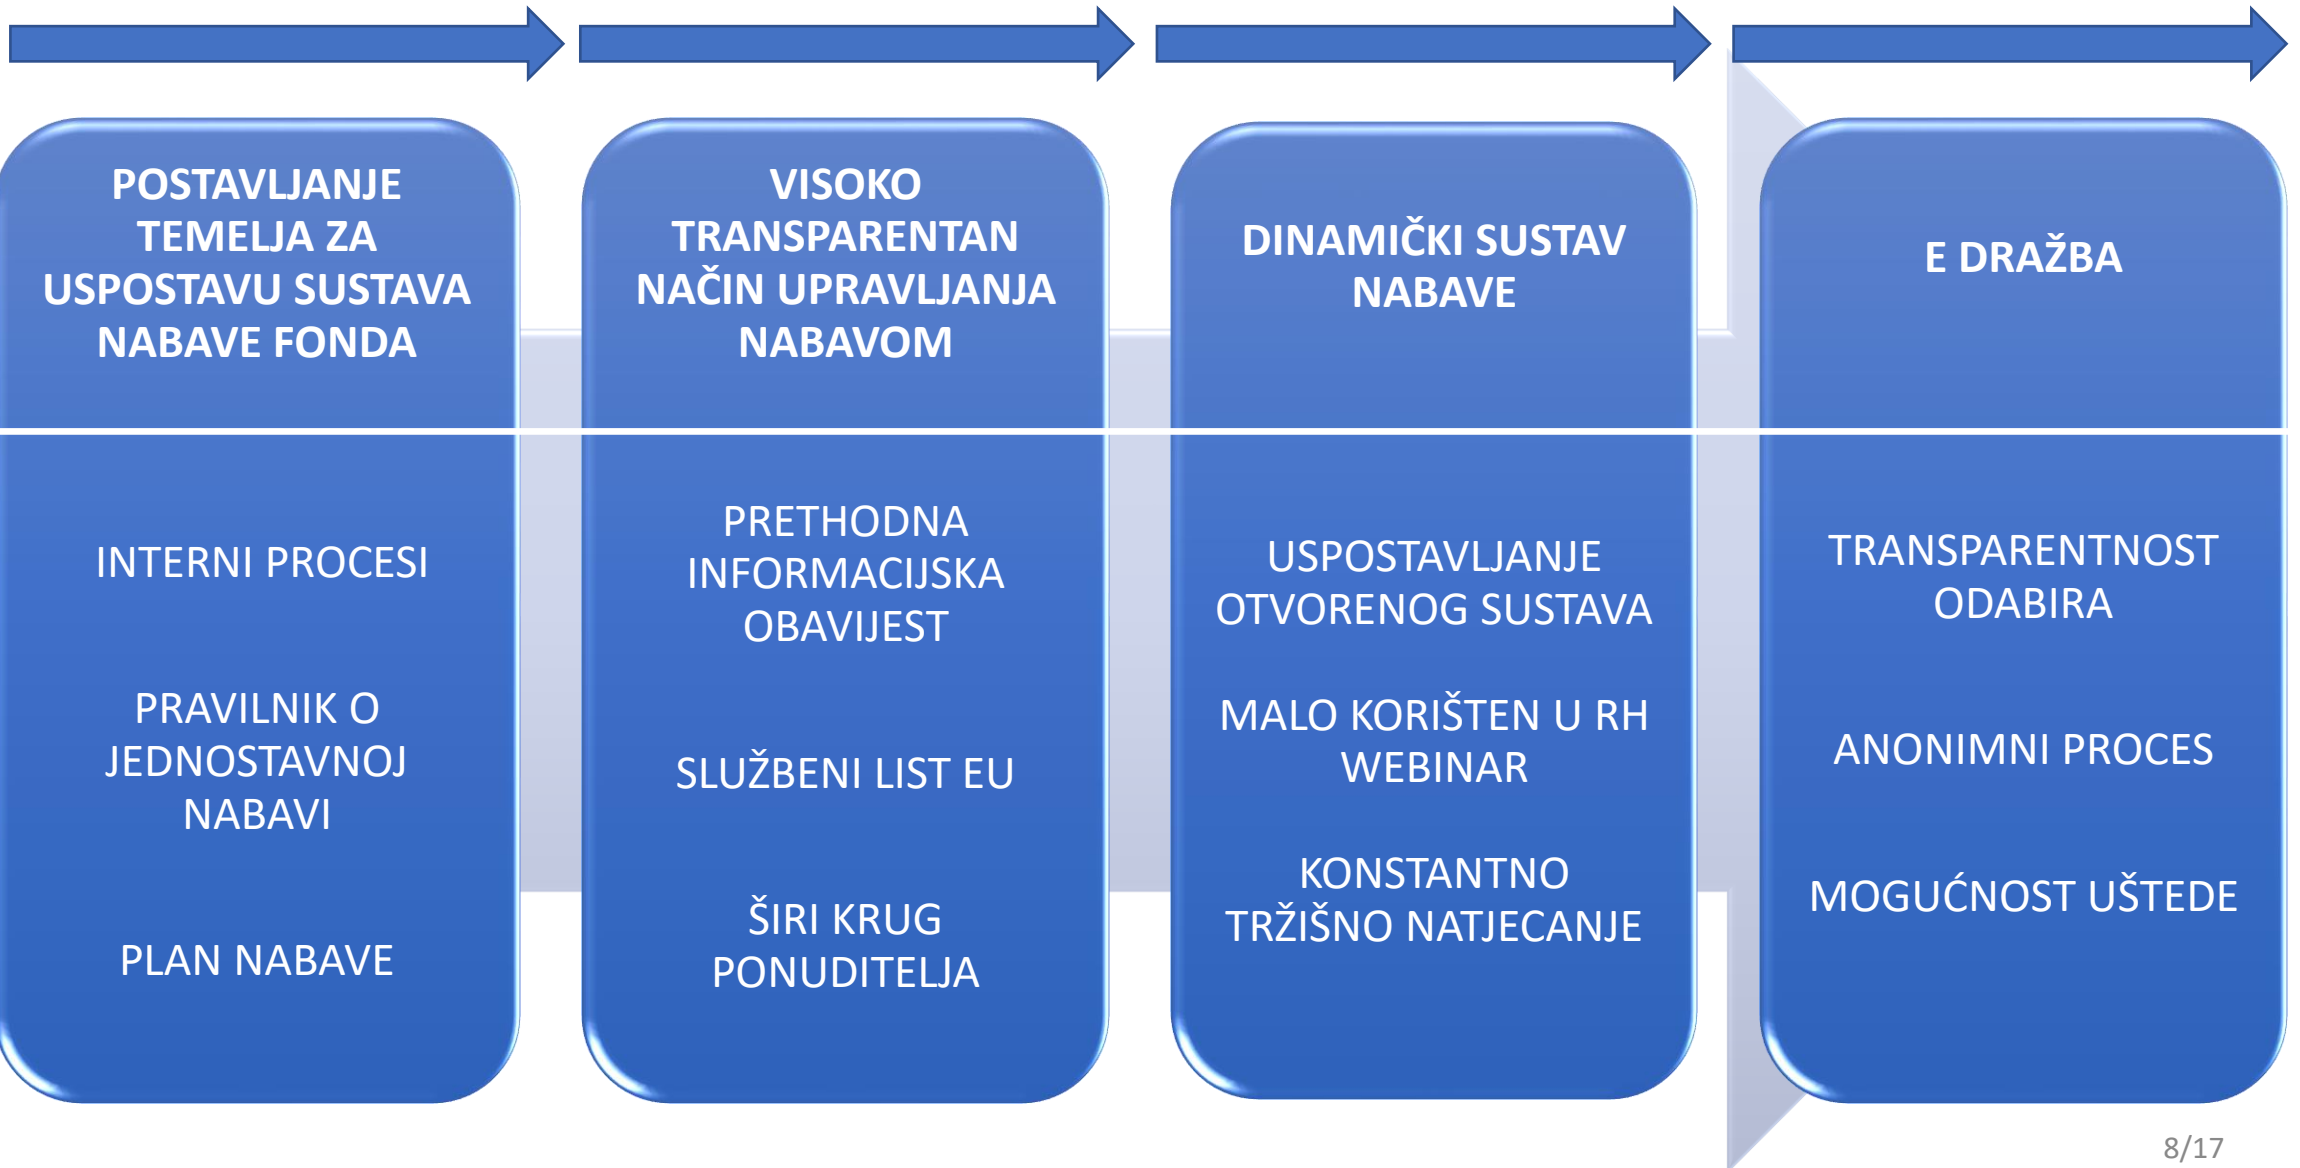 POSTAVLJANJE
TEMELJA ZA
USPOSTAVU SUSTAVA
NABAVE FONDA
INTERNI PROCESI
PRAVILNIK O
JEDNOSTAVNOJ
NABAVI
PLAN NABAVE
VISOKO
TRANSPARENTAN
NAČIN UPRAVLJANJA
NABAVOM
PRETHODNA
INFORMACIJSKA
OBAVIJEST
SLUŽBENI LIST EU
ŠIRI KRUG
PONUDITELJA
DINAMIČKI SUSTAV
NABAVE
USPOSTAVLJANJE
OTVORENOG SUSTAVA
MALO KORIŠTEN U RH
WEBINAR
KONSTANTNO
TRŽIŠNO NATJECANJE
E DRAŽBA
TRANSPARENTNOST
ODABIRA
ANONIMNI PROCES
MOGUĆNOST UŠTEDE
8/17